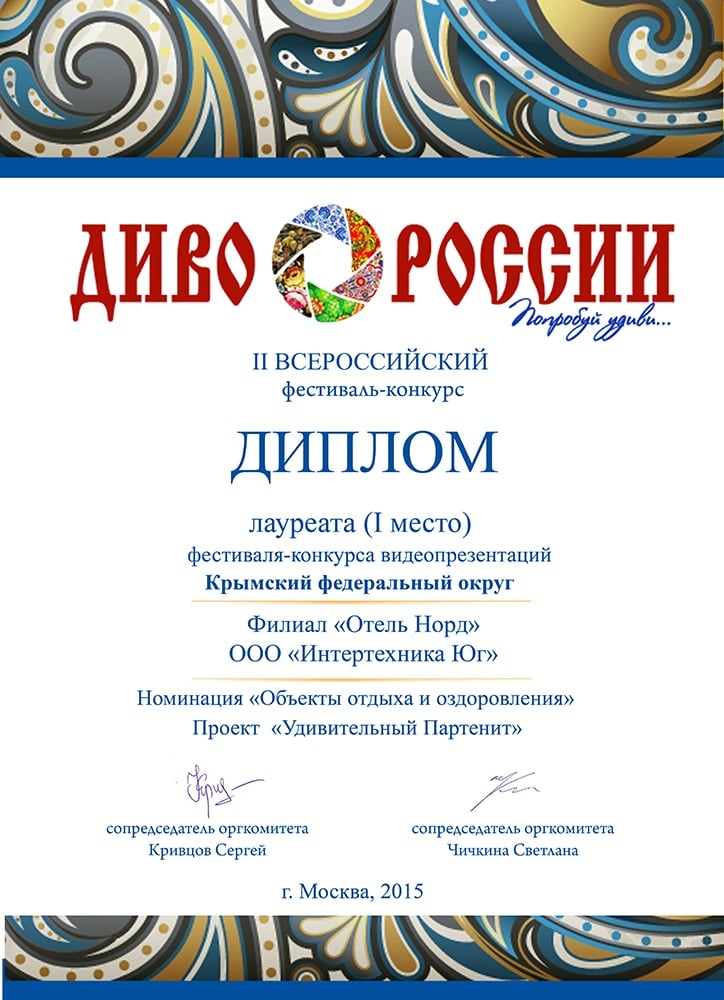 ДИВО РОССИИ
Попробуй удиви...
II ВСЕРОССИЙСКИЙ
фестиваль-конкурс
ДИПЛОМ
лауреата (I место)
фестиваля-конкурса видеопрезентаций
Крымский федеральный округ
Филиал «Отель Норд»
ООО «Интертехника Юг»
Номинация «Объекты отдыха и оздоровления»
Проект «Удивительный Партенит»
сопредседатель оргкомитета сопредседатель оргкомитета
Кривцов Сергей Чичкина Светлана
г. Москва, 2015